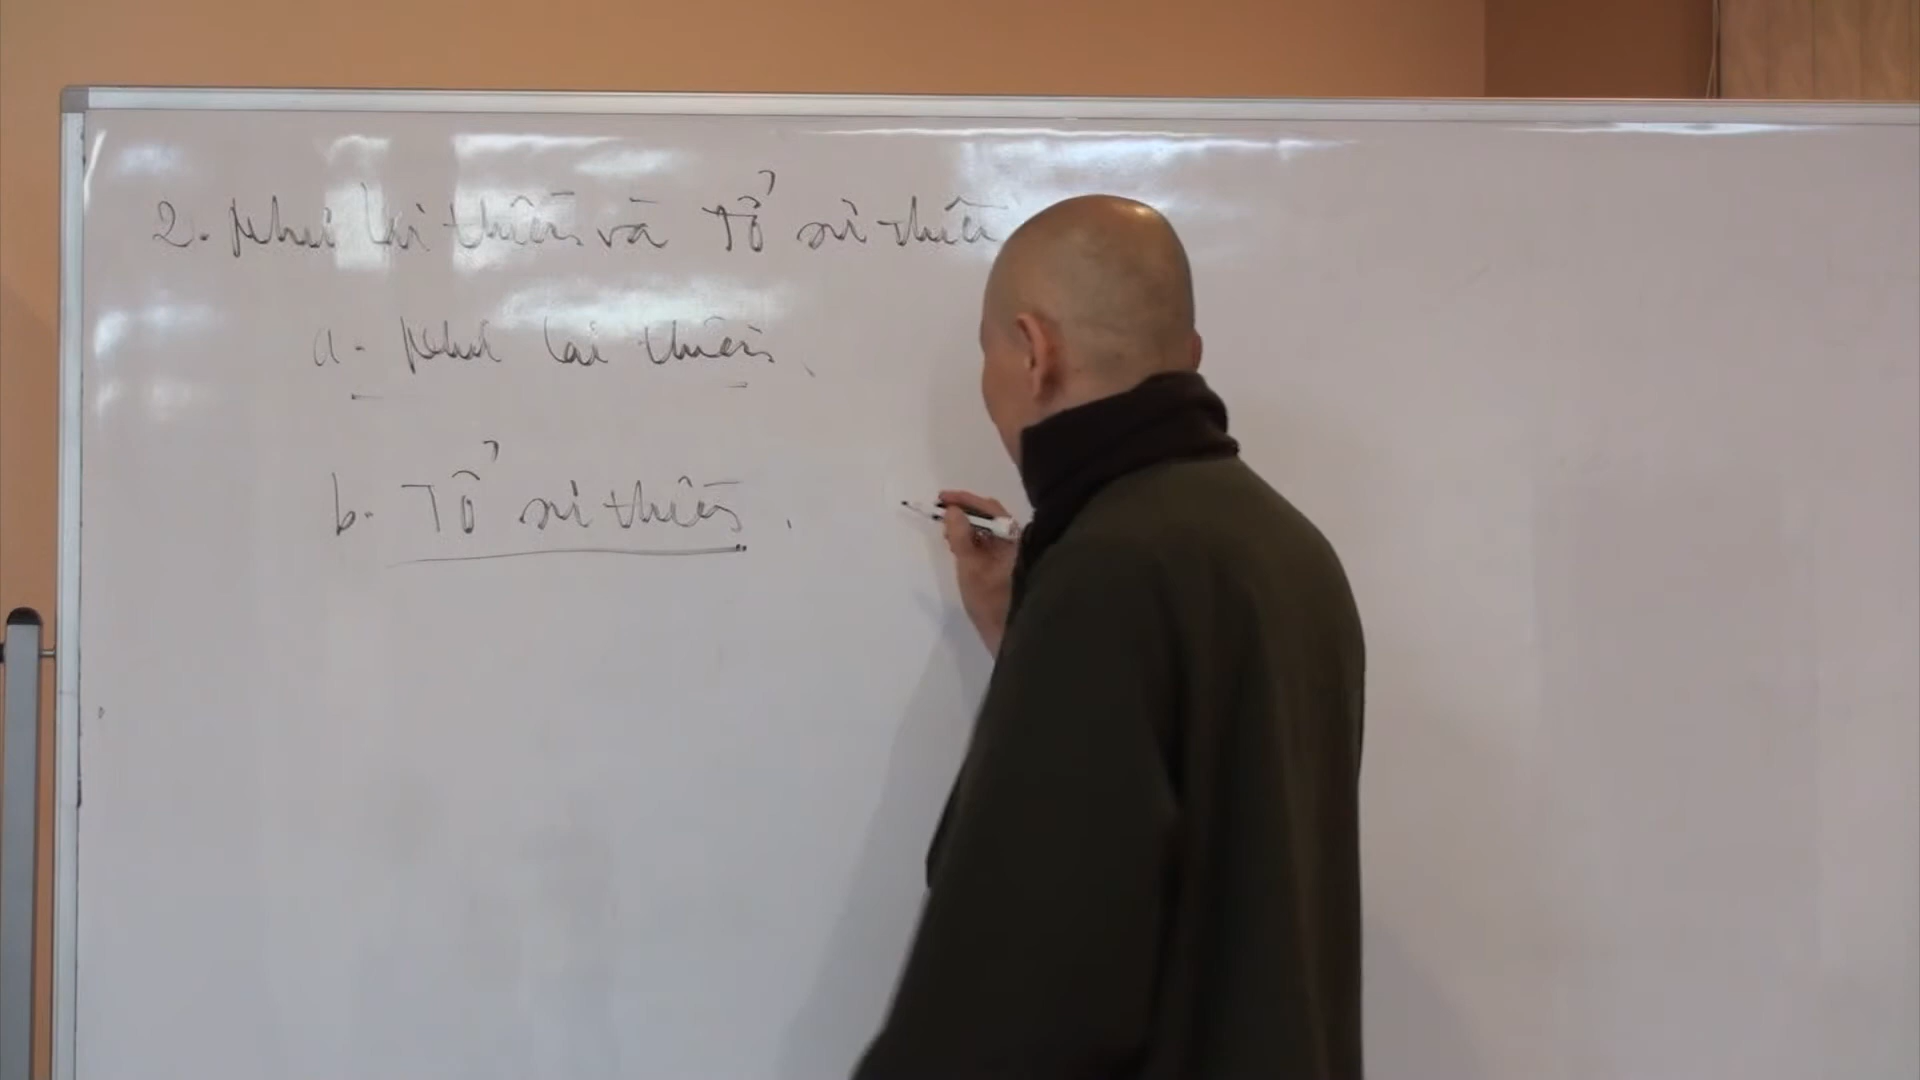 2. Như lai thiền và Tổ sư thiền
a. Như lai thiền.
b. Tổ sư thiền.